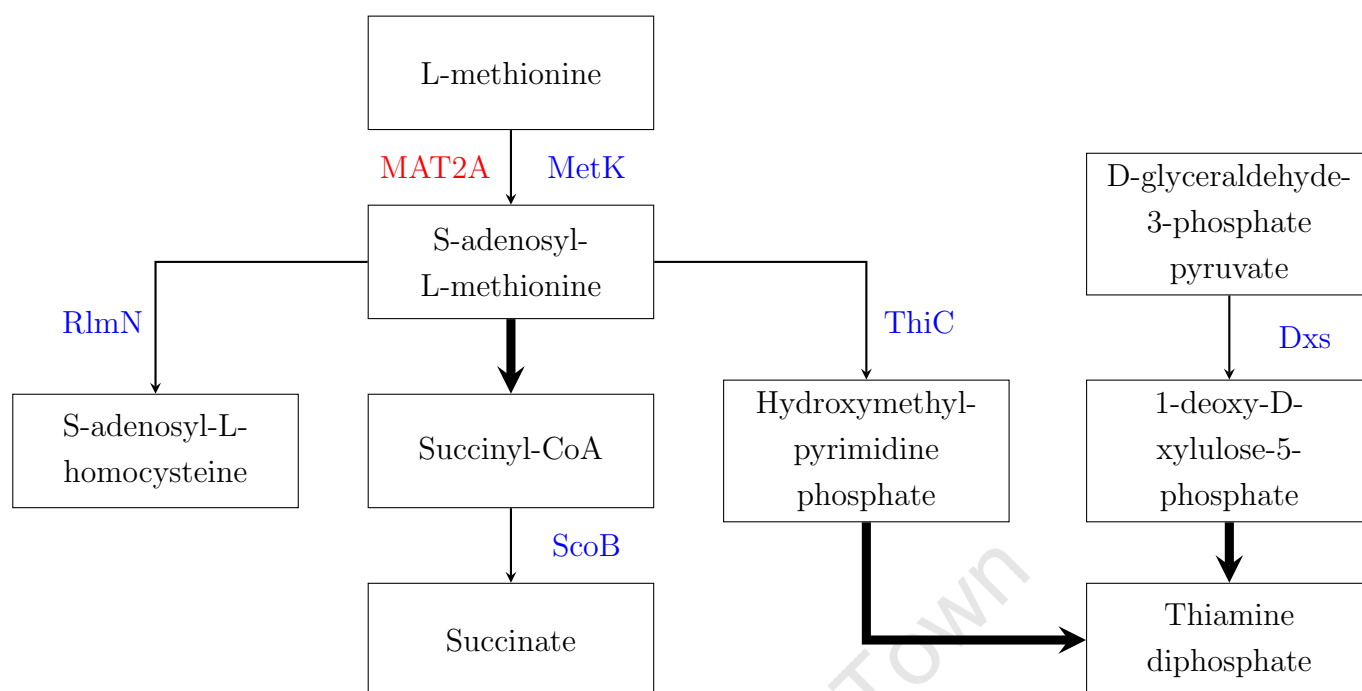 L-methionine
MAT2A MetK
S-adenosyl-
L-methionine
D-glyceraldehyde-
3-phosphate
pyruvate
RlmN
ThiC
Dxs
S-adenosyl-L-
homocysteine
Succinyl-CoA
Hydroxymethyl-
pyrimidine
phosphate
1-deoxy-D-
xylulose-5-
phosphate
ScoB
Succinate
Thiamine
diphosphate
Town